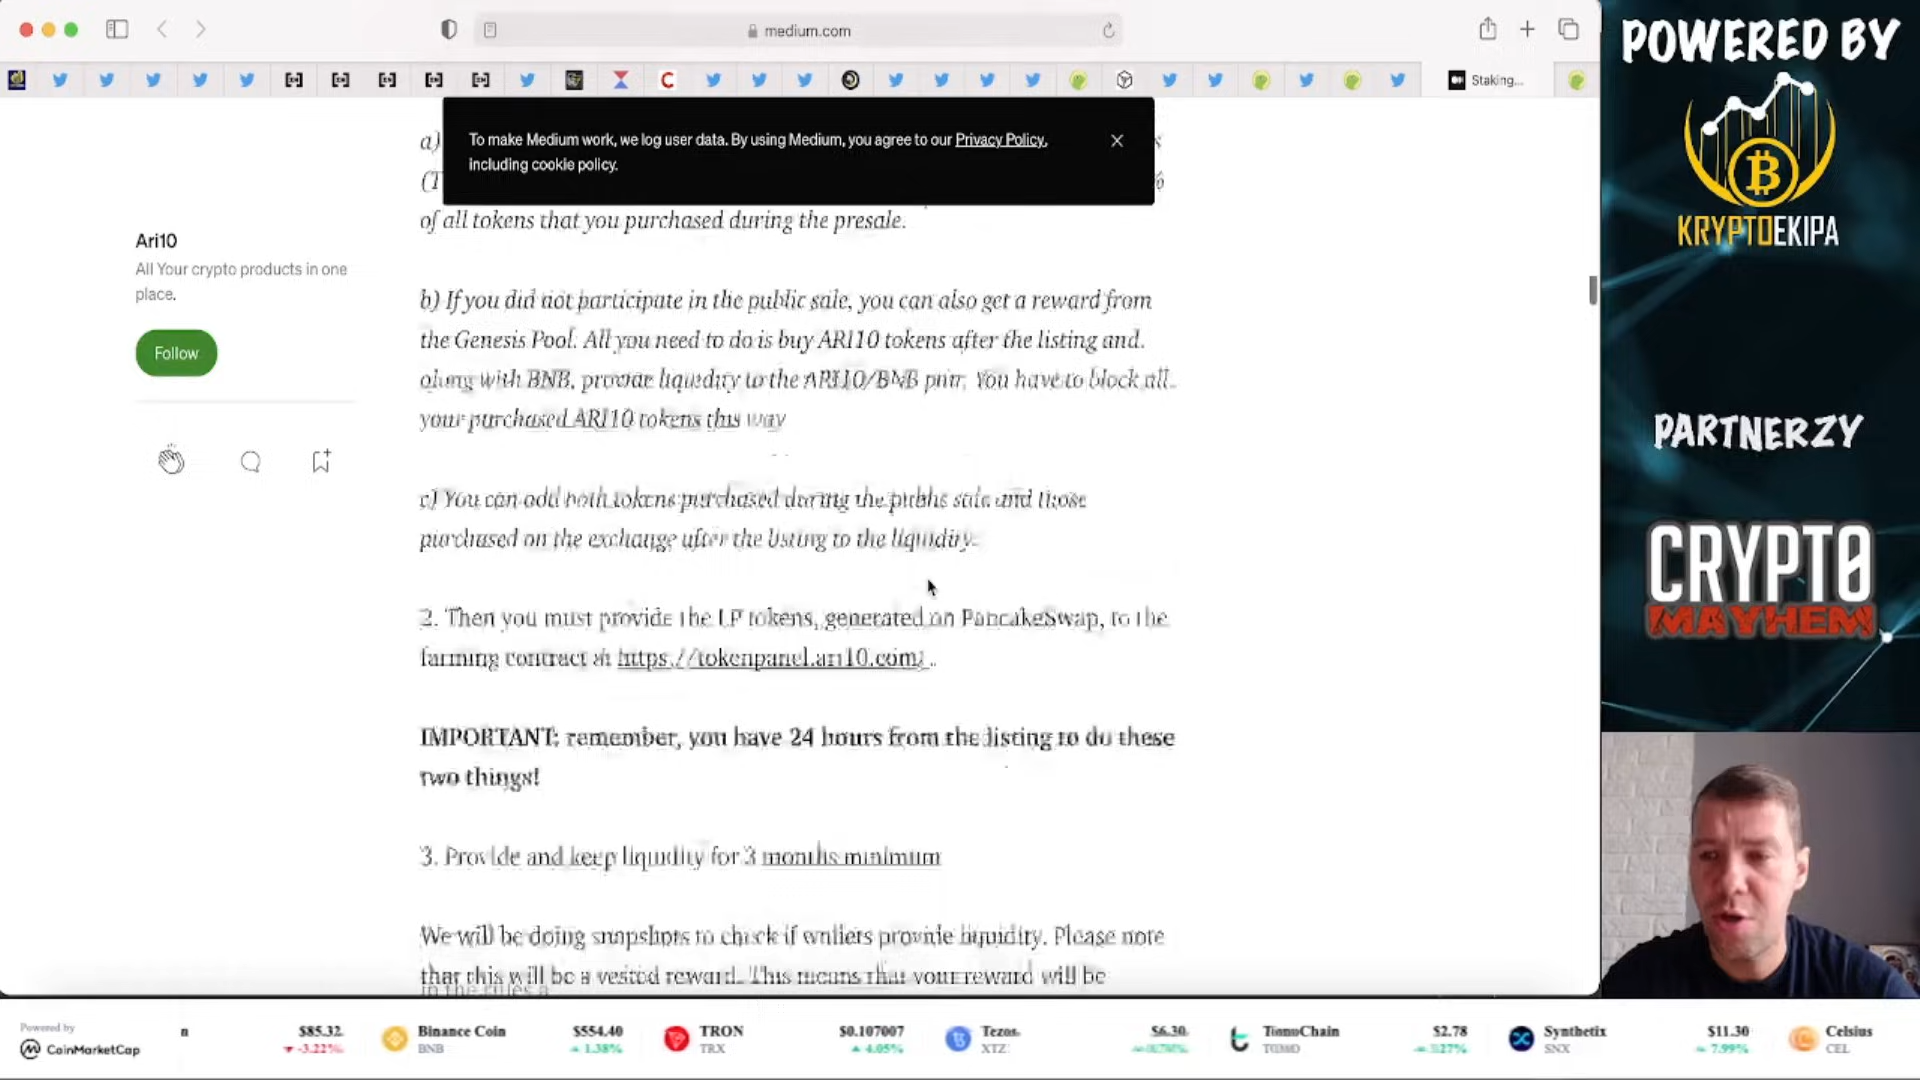 medium.com
Staking...
POWERED BY
KRYPTOEKIPA
PARTNERZY
CRYPTO
MAYHEM
To make Medium work, we log user data. By using Medium, you agree to our Privacy Policy,
including cookie policy.
a)
of all tokens that you purchased during the presale.
Ari10
All Your crypto products in one
place.
Follow
b) If you did not participate in the public sale, you can also get a reward from
the Genesis Pool. All you need to do is buy ARI10 tokens after the listing and,
along with BNB, provide liquidity to the ARI10/BNB pair. You have to block all
your purchased ARI10 tokens this way
c) You can add both tokens purchased during the public sale and those
purchased on the exchange after the listing to the liquidity.
2. Then you must provide the LP tokens, generated on PancakeSwap, to the
farming contract at https://tokenpanel.ari10.com/ .
IMPORTANT: remember, you have 24 hours from the listing to do these
two things!
3. Provide and keep liquidity for 3 months minimum
We will be doing snapshots to check if wallets provide liquidity. Please note
that this will be a vested reward. This means that your reward will be
Powered by
CoinMarketCap
n $85.32 -3.22%
Binance Coin BNB $554.40 1.38%
TRON TRX $0.107007 4.05%
Tezos XTZ $6.30
$2.78
Synthetix SNX $11.30 7.99%
Celsius CEL